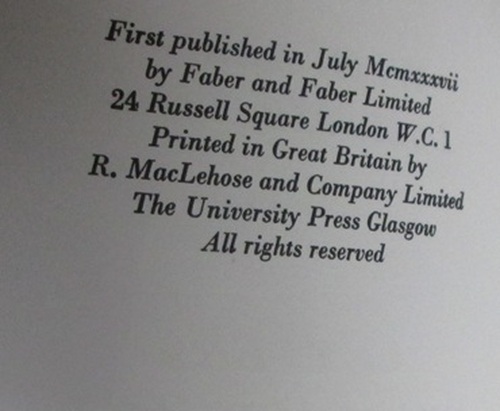 First published in July Mcmxxxvii
by Faber and Faber Limited
24 Russell Square London W.C. 1
Printed in Great Britain by
R. MacLehose and Company Limited
The University Press Glasgow
All rights reserved